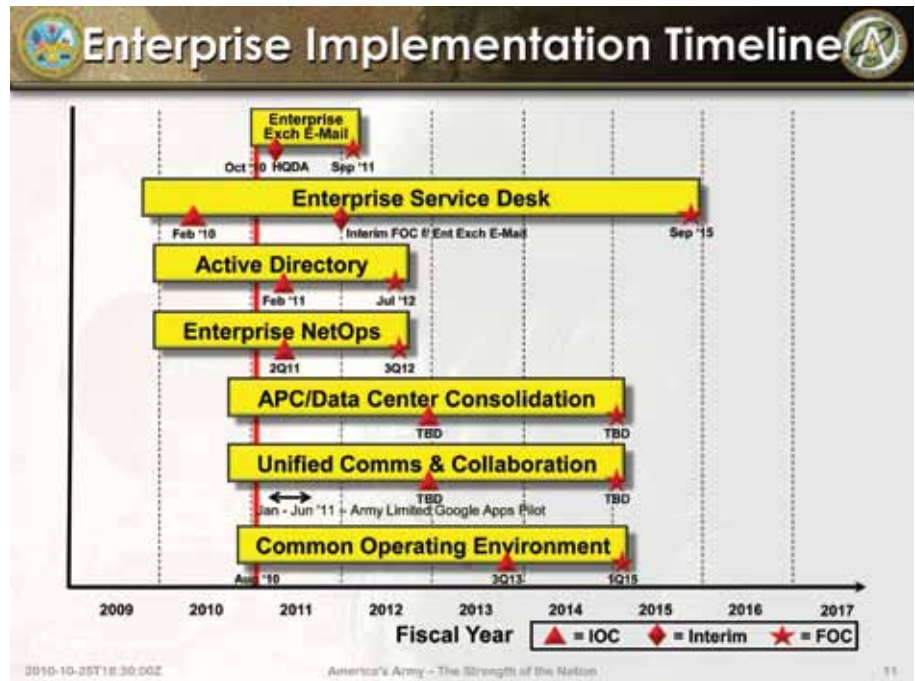 Enterprise Implementation Timeline
Enterprise
Exch E-Mail
Oct '10 HQDA Sep '11
Enterprise Service Desk
Feb '10 Interim FOC f/ Ent Exch E-Mail Sep '15
Active Directory
Feb '11 Jul '12
Enterprise NetOps
2Q11 3Q12
APC/Data Center Consolidation
TBD TBD
Unified Comms & Collaboration
TBD TBD
Jan - Jun '11 – Army Limited Google Apps Pilot
Common Operating Environment
Aug '10 3Q13 1Q15
2009 2010 2011 2012 2013 2014 2015 2016 2017
Fiscal Year = IOC = Interim = FOC
2010-10-25T18:30:00Z America's Army – The Strength of the Nation 11